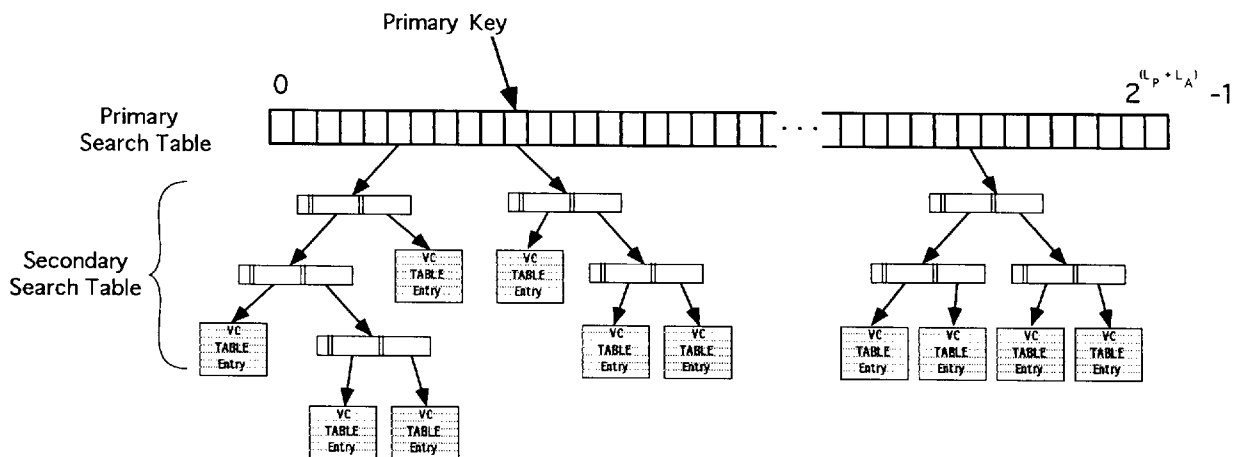 Primary Key
0
2^(L_P + L_A) -1
Primary
Search Table
. . .
Secondary
Search Table
VC
TABLE
Entry
VC
TABLE
Entry
VC
TABLE
Entry
VC
TABLE
Entry
VC
TABLE
Entry
VC
TABLE
Entry
VC
TABLE
Entry
VC
TABLE
Entry
VC
TABLE
Entry
VC
TABLE
Entry
VC
TABLE
Entry